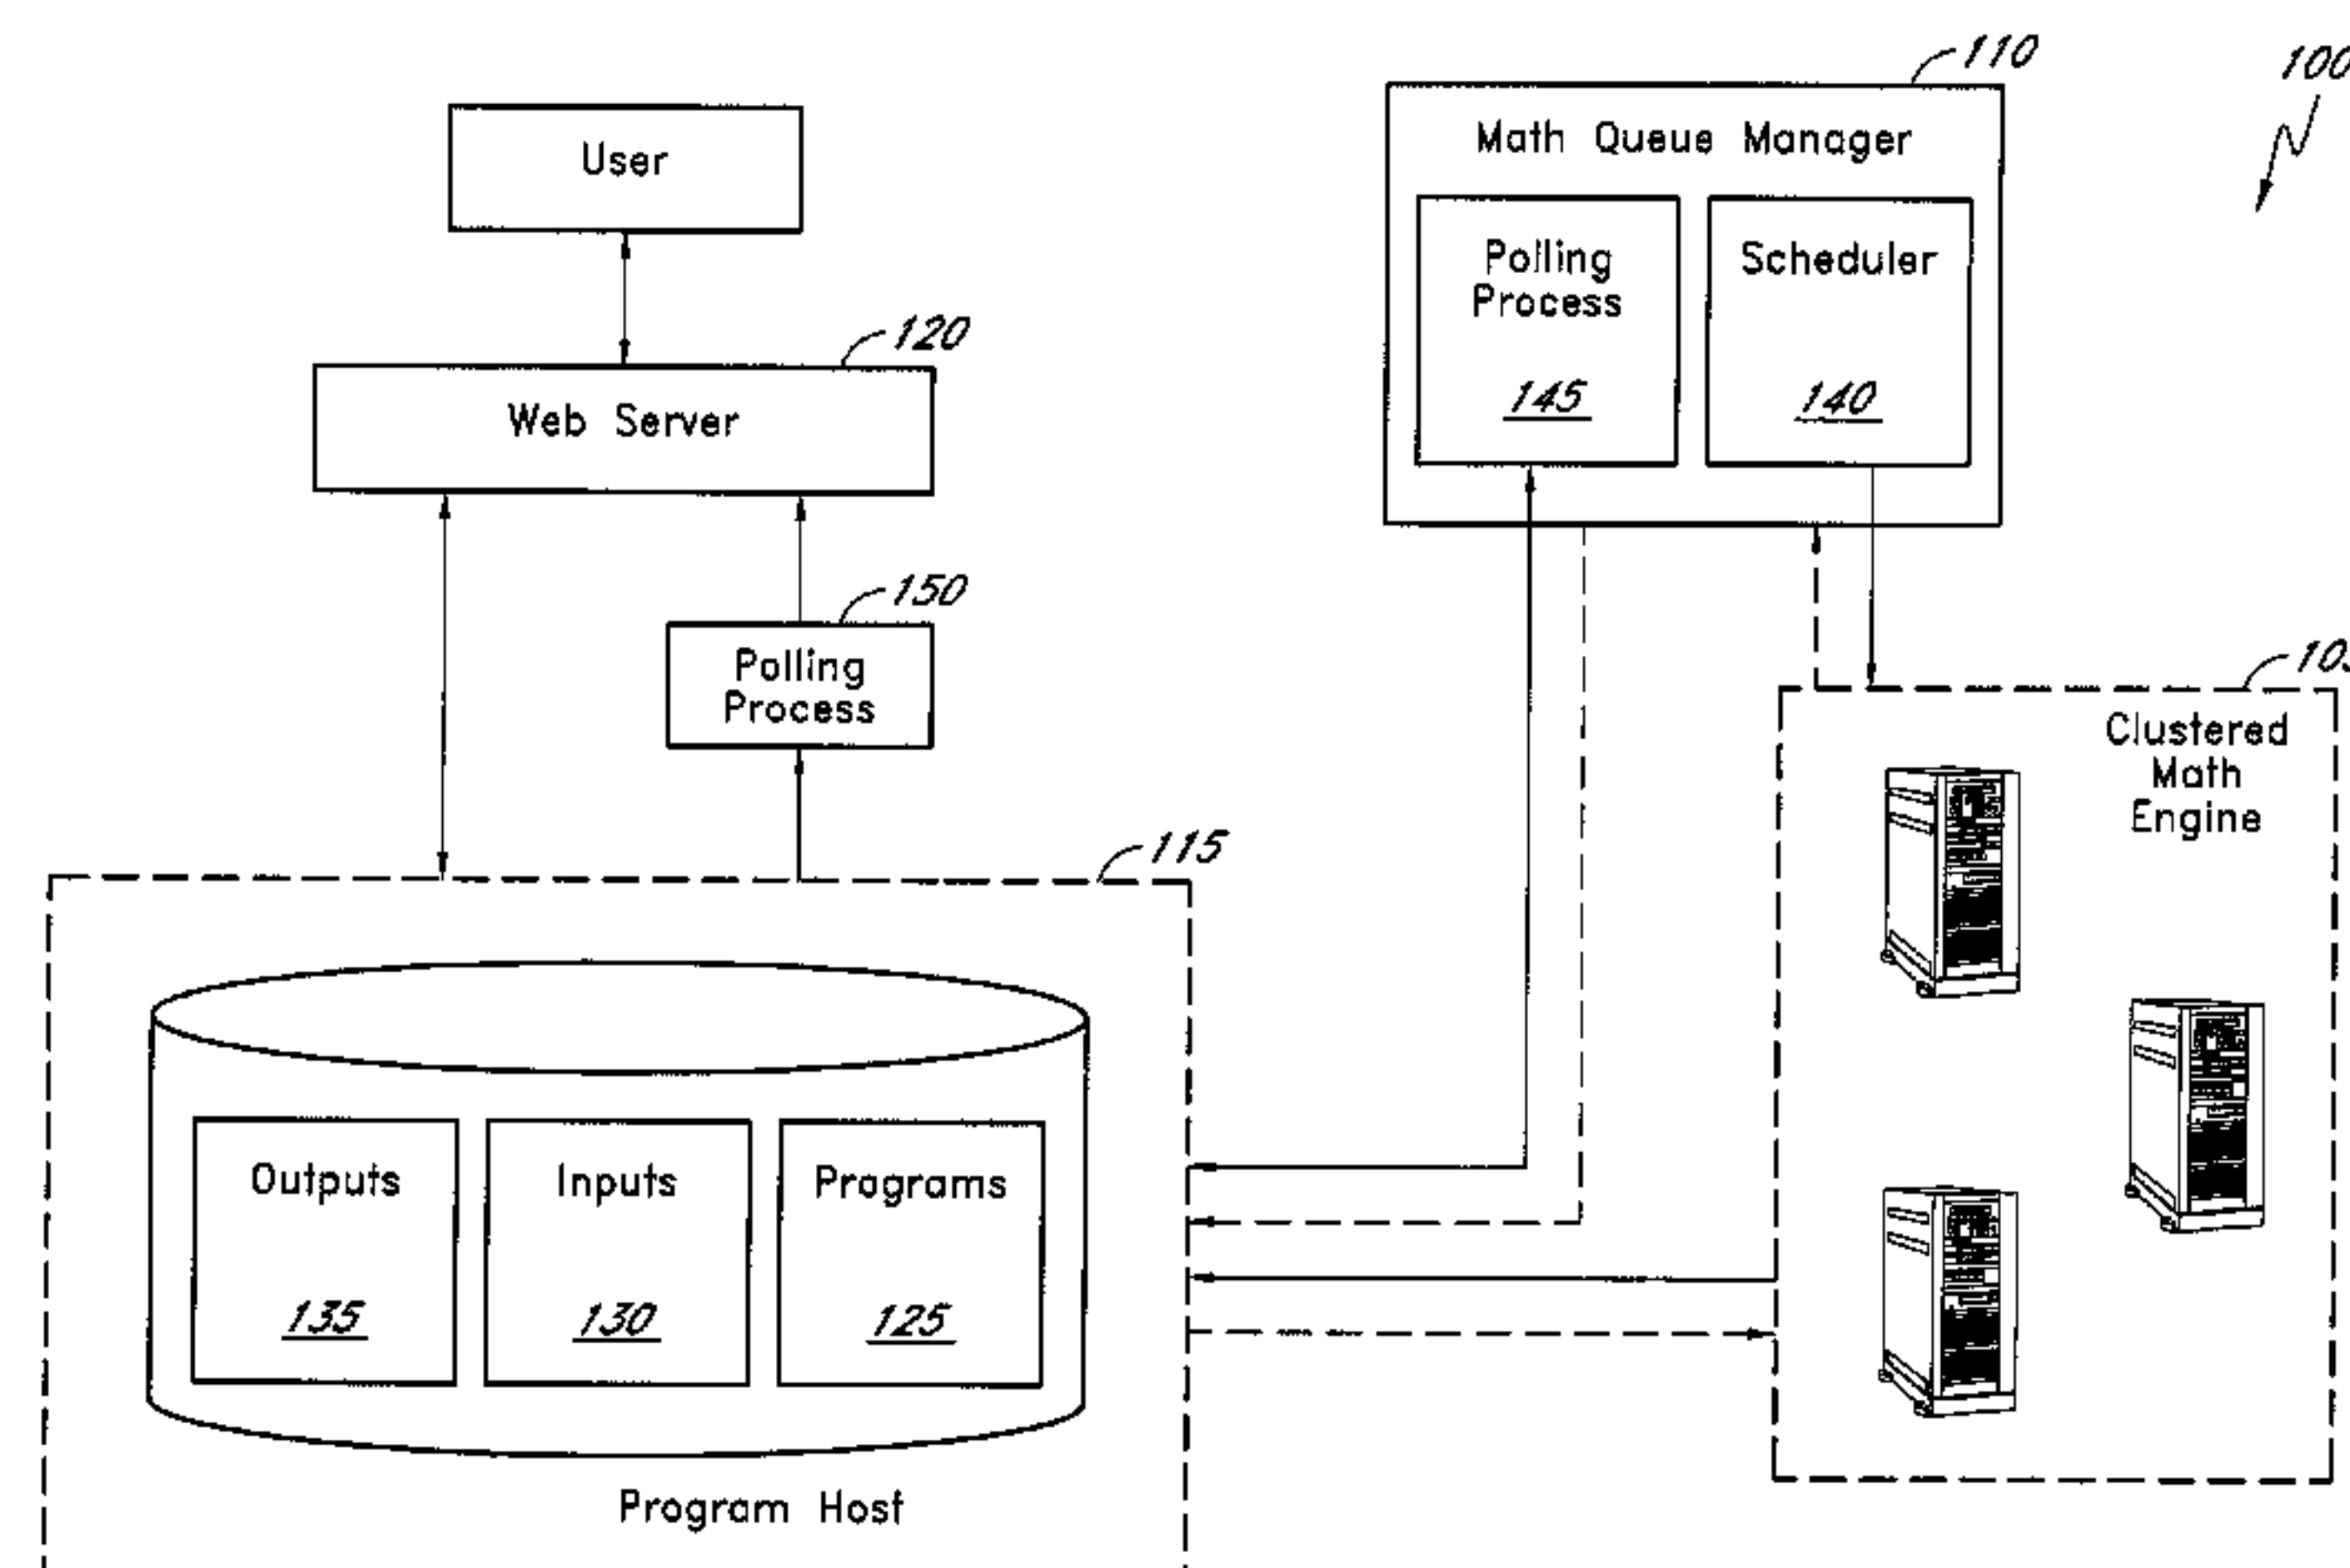 110
100
Math Queue Manager
User
Polling
Process
145
Scheduler
140
120
Web Server
150
Polling
Process
Clustered
Math
Engine
115
Outputs
135
Inputs
130
Programs
125
Program Host